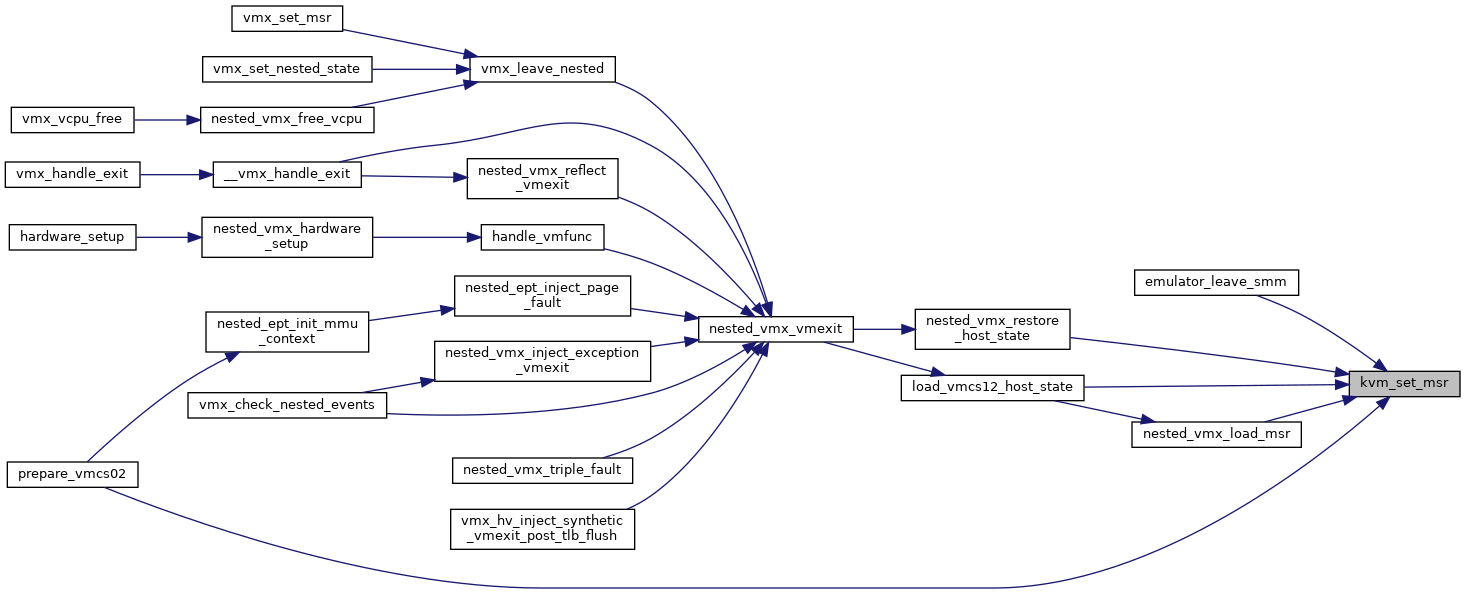 vmx_set_msr
vmx_set_nested_state
vmx_leave_nested
vmx_vcpu_free
nested_vmx_free_vcpu
vmx_handle_exit
__vmx_handle_exit
nested_vmx_reflect
_vmexit
hardware_setup
nested_vmx_hardware
_setup
handle_vmfunc
nested_ept_inject_page
_fault
nested_ept_init_mmu
_context
nested_vmx_inject_exception
_vmexit
vmx_check_nested_events
prepare_vmcs02
nested_vmx_triple_fault
vmx_hv_inject_synthetic
_vmexit_post_tlb_flush
nested_vmx_vmexit
emulator_leave_smm
nested_vmx_restore
_host_state
load_vmcs12_host_state
nested_vmx_load_msr
kvm_set_msr